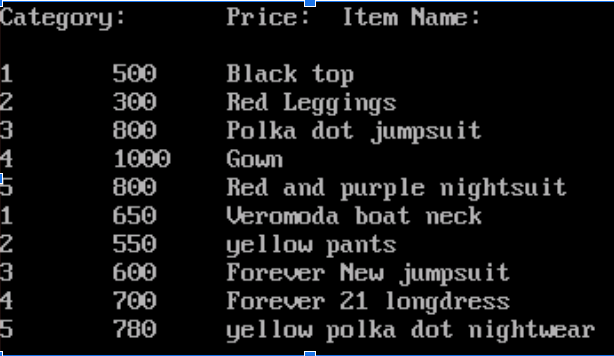 Category: Price: Item Name:
1 500 Black top
2 300 Red Leggings
3 800 Polka dot jumpsuit
4 1000 Gown
5 800 Red and purple nightsuit
1 650 Veromoda boat neck
2 550 yellow pants
3 600 Forever New jumpsuit
4 700 Forever 21 longdress
5 780 yellow polka dot nightwear